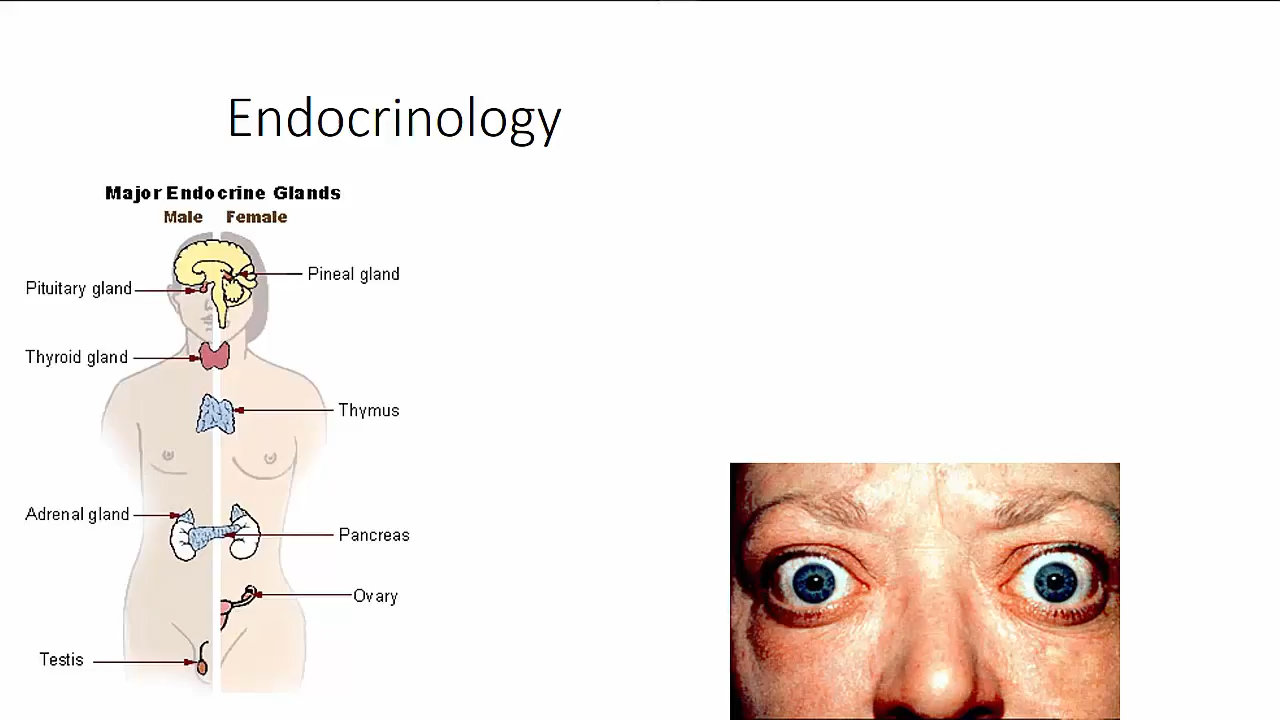 Endocrinology
Major Endocrine Glands
Male Female
Pineal gland
Pituitary gland
Thyroid gland
Thymus
Adrenal gland
Pancreas
Ovary
Testis